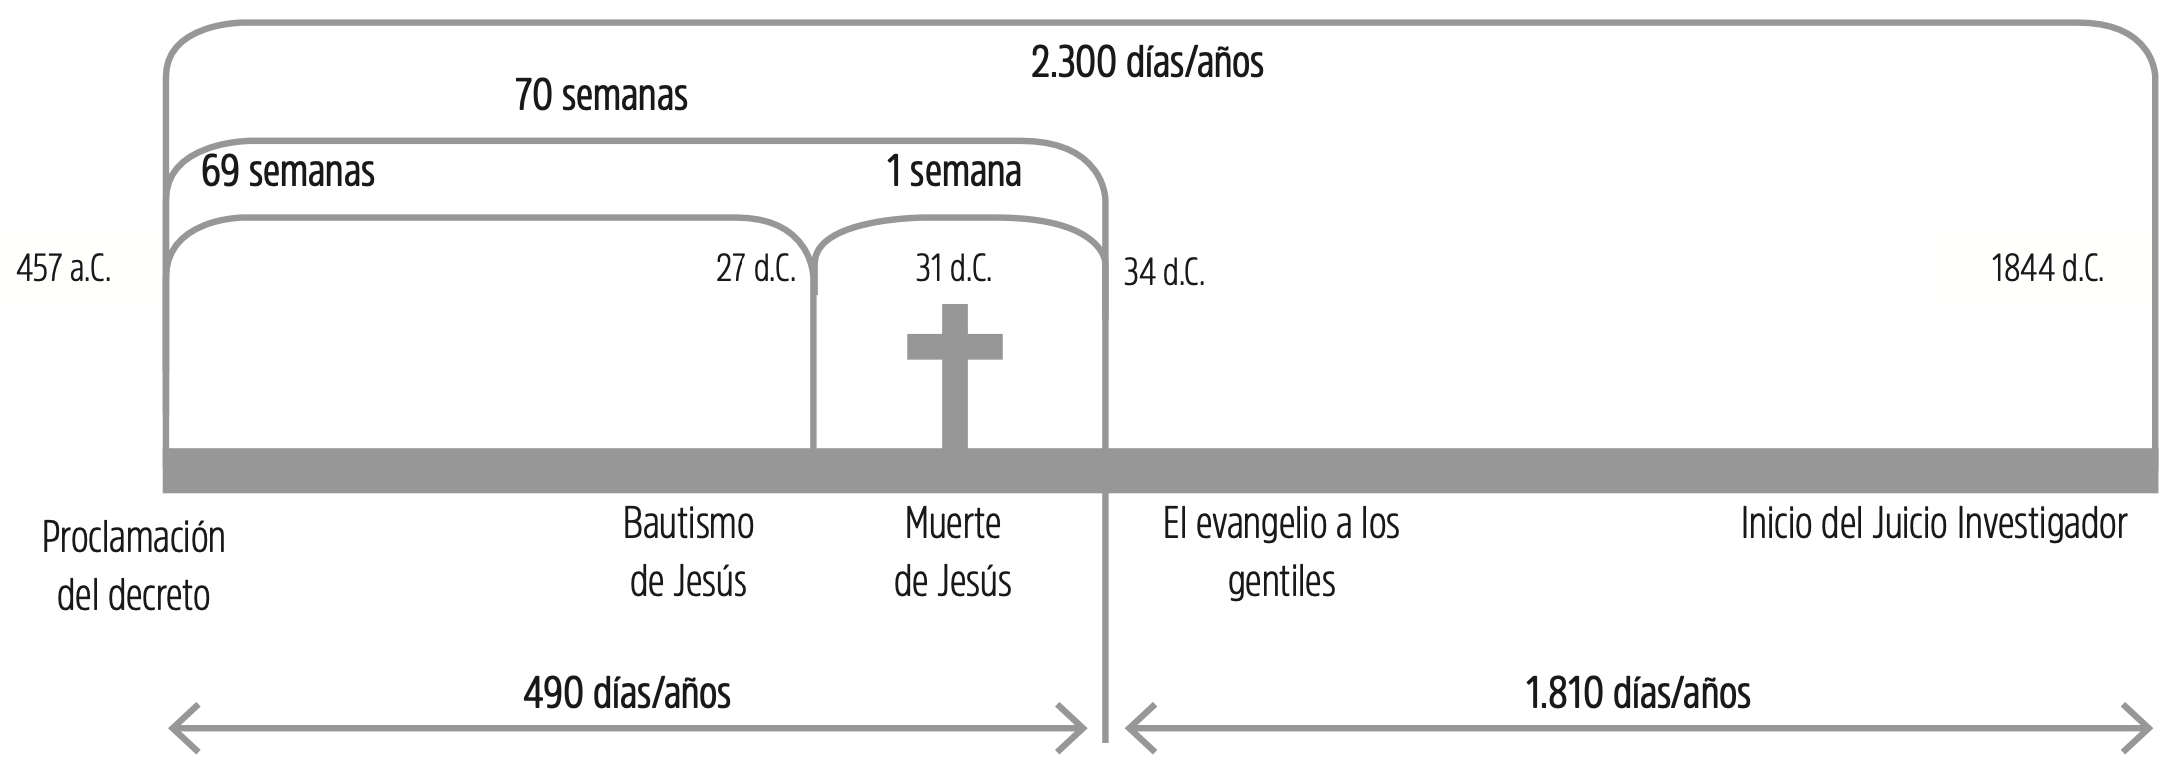 2.300 días/años
70 semanas
69 semanas
1 semana
457 a.C.
27 d.C.
31 d.C.
34 d.C.
1844 d.C.
Proclamación
del decreto
Bautismo
de Jesús
Muerte
de Jesús
El evangelio a los
gentiles
Inicio del Juicio Investigador
490 días/años
1.810 días/años